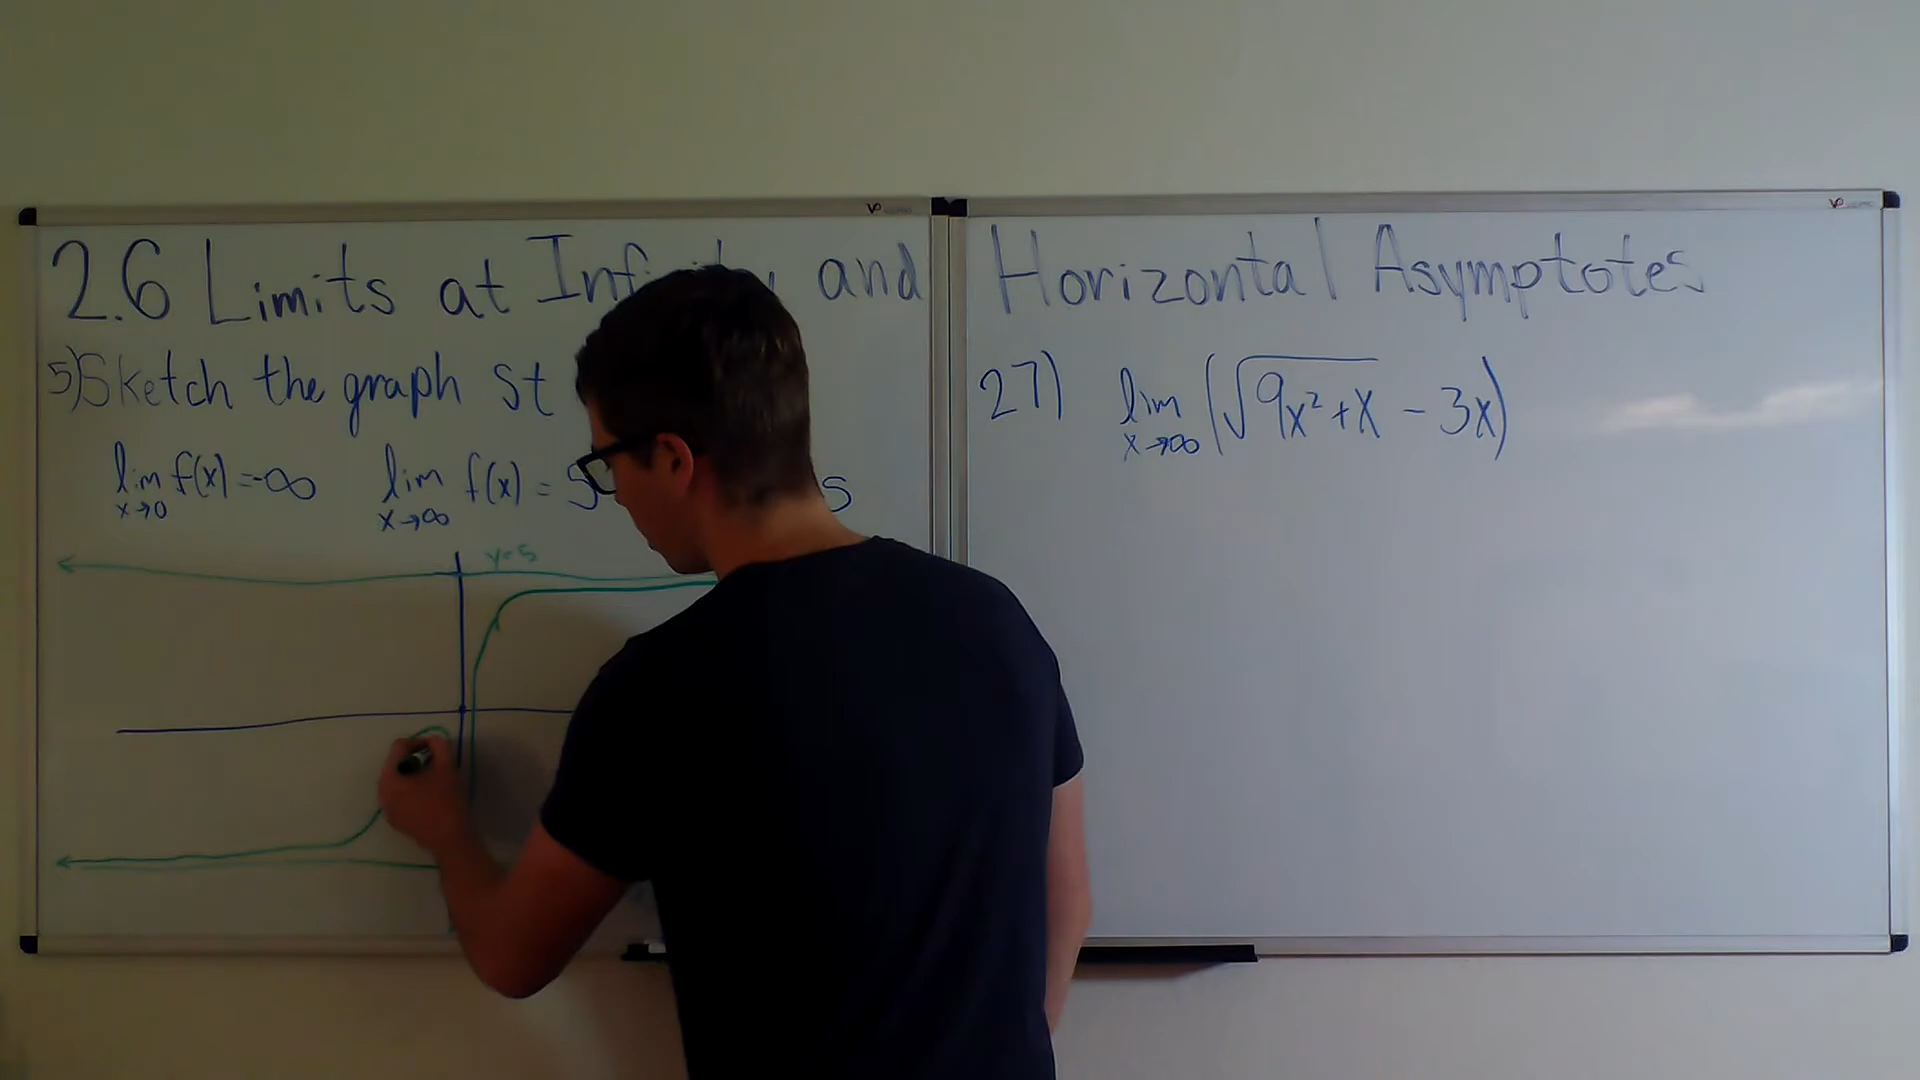 2.6 Limits at Inf and Horizontal Asymptotes
5) Sketch the graph st
lim f(x) = -∞ lim f(x) = 5
x→0 x→∞
y=5
27) lim (√9x²+x - 3x)
x→∞